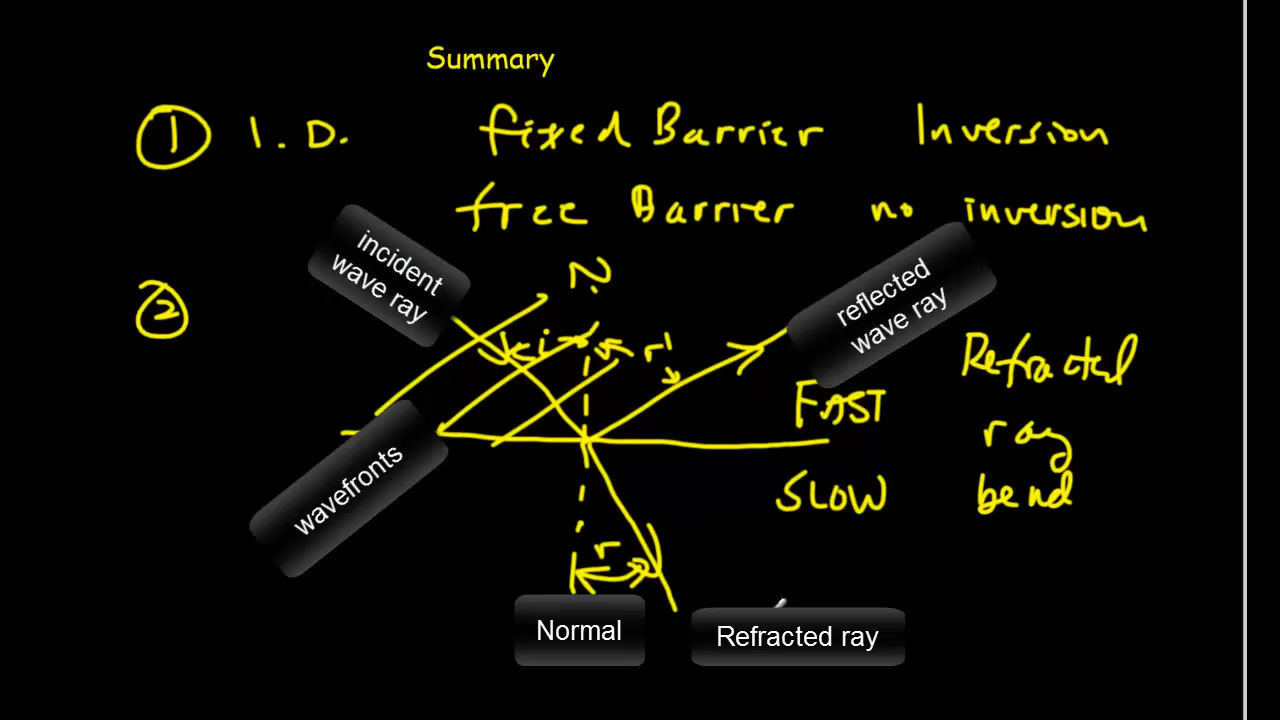 Summary
① 1. D. fixed Barrier Inversion
free Barrier no inversion
②
incident
wave ray
N
reflected
wave ray
i
r'
FAST
Refracted
ray
bend
SLOW
wavefronts
r
Normal
Refracted ray